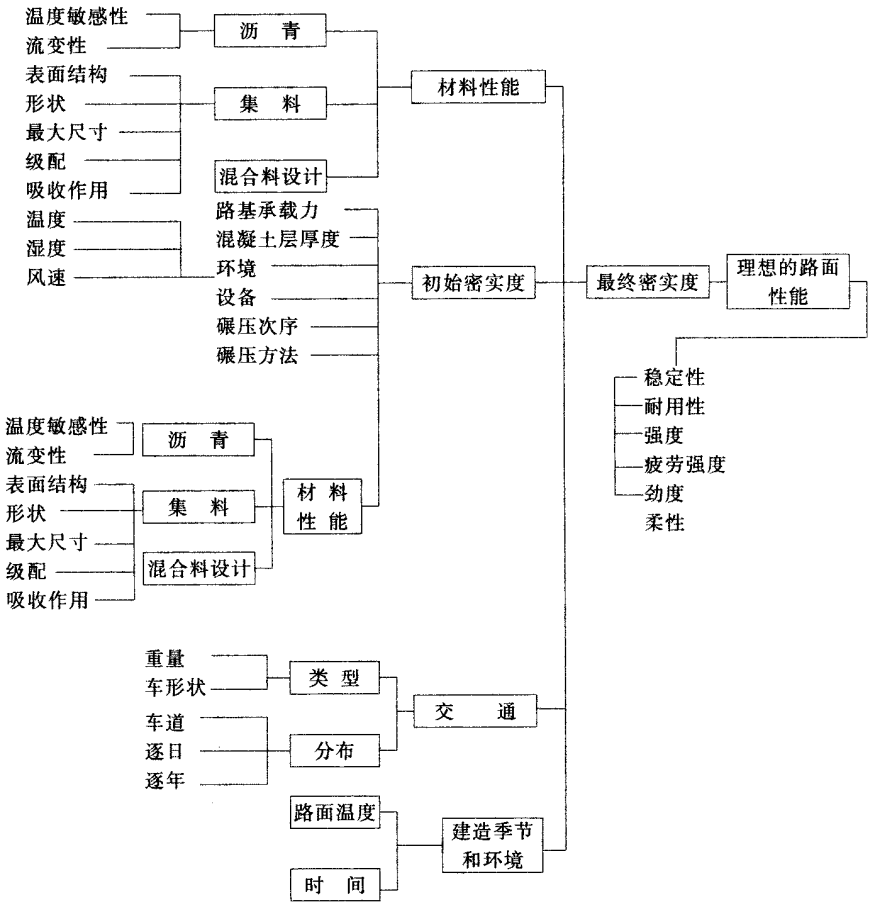 温度敏感性
流变性
沥 青
表面结构
形状
最大尺寸
级配
吸收作用
集 料
混合料设计
材料性能
温度
湿度
风速
路基承载力
混凝土层厚度
环境
设备
碾压次序
碾压方法
初始密实度
最终密实度
理想的路面
性能
稳定性
耐用性
强度
疲劳强度
劲度
柔性
温度敏感性
流变性
沥 青
表面结构
形状
最大尺寸
级配
吸收作用
集 料
混合料设计
材 料
性 能
重量
车形状
类 型
车道
逐日
逐年
分布
交 通
路面温度
时 间
建造季节
和环境